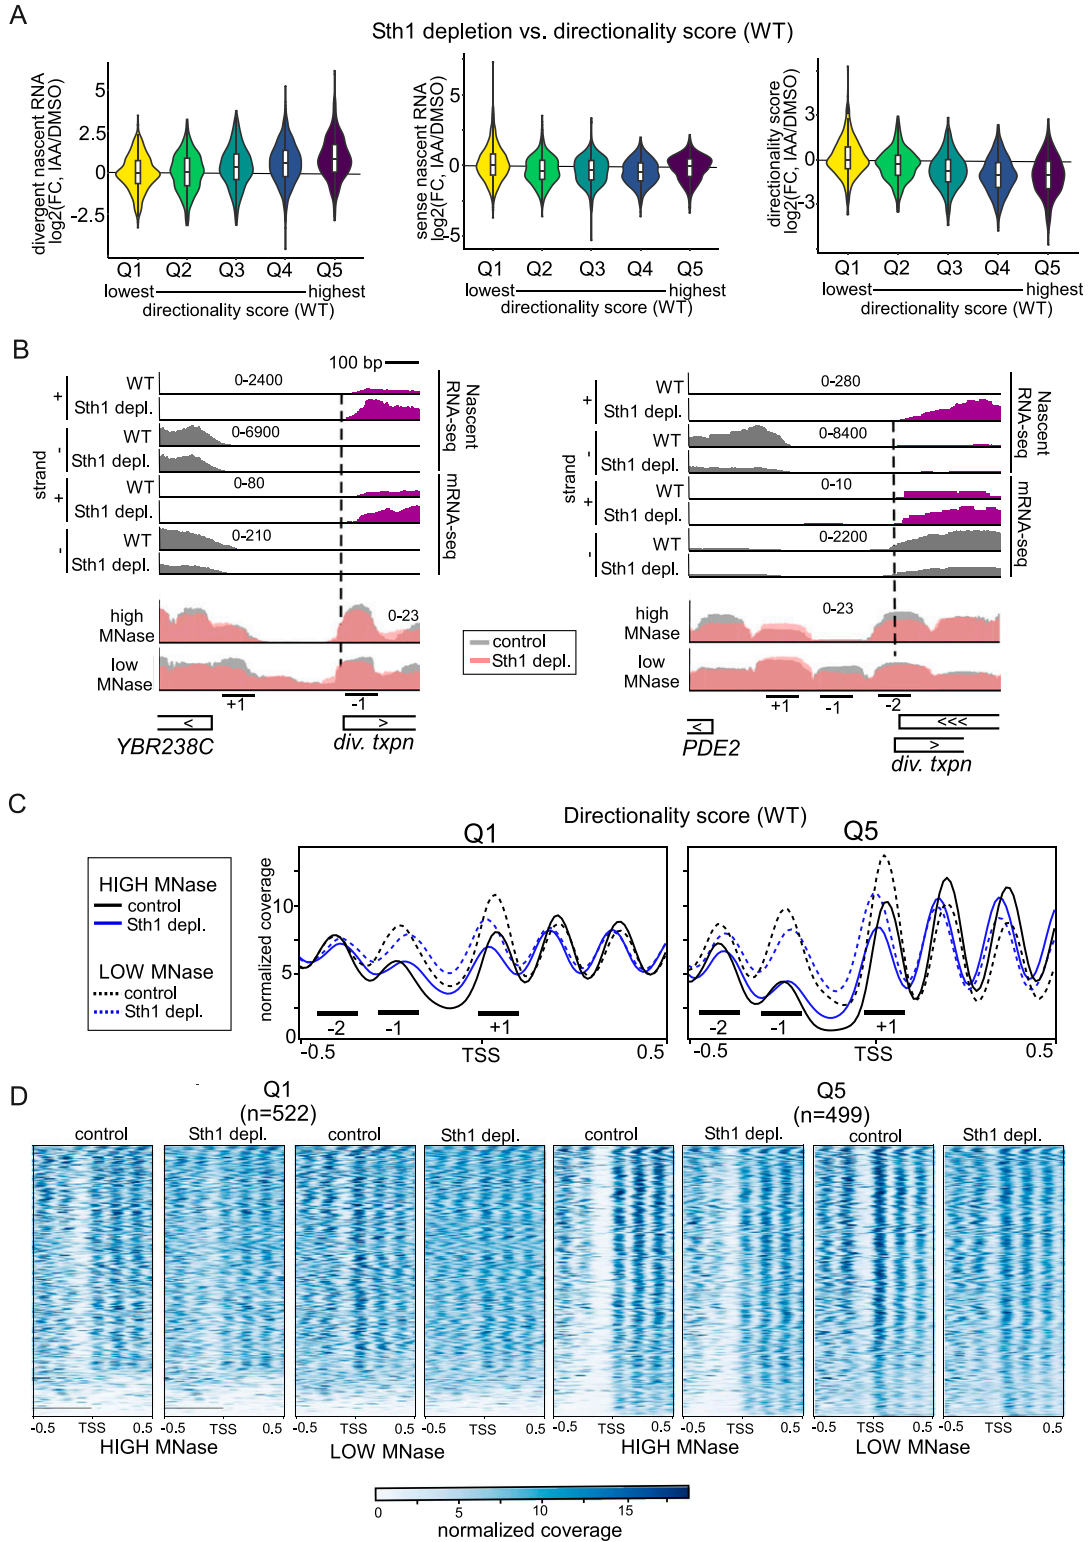 A
Sth1 depletion vs. directionality score (WT)
divergent nascent RNA
log2(FC, IAA/DMSO)
5
2.5
0
-2.5
Q1 Q2 Q3 Q4 Q5
lowest highest
directionality score (WT)
sense nascent RNA
log2(FC, IAA/DMSO)
5
0
-5
Q1 Q2 Q3 Q4 Q5
lowest highest
directionality score (WT)
directionality score
log2(FC, IAA/DMSO)
3
0
-3
Q1 Q2 Q3 Q4 Q5
lowest highest
directionality score (WT)
B
100 bp
strand
+
WT 0-2400
Sth1 depl.
-
WT 0-6900
Sth1 depl.
Nascent
RNA-seq
+
WT 0-80
Sth1 depl.
-
WT 0-210
Sth1 depl.
mRNA-seq
high
MNase
0-23
low
MNase
+1 -1
< >
YBR238C div. txpn
control
Sth1 depl.
strand
+
WT 0-280
Sth1 depl.
-
WT 0-8400
Sth1 depl.
Nascent
RNA-seq
+
WT 0-10
Sth1 depl.
-
WT 0-2200
Sth1 depl.
mRNA-seq
high
MNase
0-23
low
MNase
+1 -1 -2
< <<<
PDE2 >
div. txpn
C
Directionality score (WT)
Q1 Q5
HIGH MNase
control
Sth1 depl.
LOW MNase
control
Sth1 depl.
normalized coverage
10
5
0
-2 -1 +1
-0.5 TSS 0.5
-2 -1 +1
-0.5 TSS 0.5
D
Q1
(n=522)
Q5
(n=499)
control Sth1 depl. control Sth1 depl. control Sth1 depl. control Sth1 depl.
-0.5 TSS 0.5 -0.5 TSS 0.5 -0.5 TSS 0.5 -0.5 TSS 0.5 -0.5 TSS 0.5 -0.5 TSS 0.5 -0.5 TSS 0.5 -0.5 TSS 0.5
HIGH MNase LOW MNase HIGH MNase LOW MNase
0 5 10 15
normalized coverage